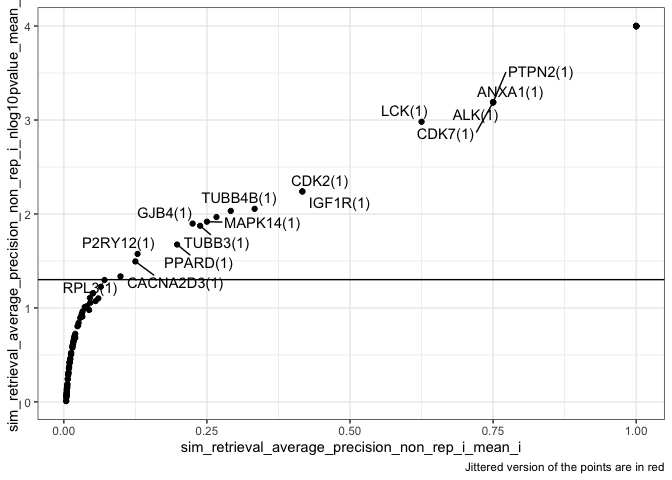 sim_retrieval_average_precision_non_rep_i_nlog10pvalue_mean_
4
3
2
1
0
PTPN2(1)
ANXA1(1)
LCK(1)
ALK(1)
CDK7(1)
CDK2(1)
TUBB4B(1)
IGF1R(1)
GJB4(1)
MAPK14(1)
P2RY12(1)
TUBB3(1)
PPARD(1)
RPL3(1)
CACNA2D3(1)
0.00 0.25 0.50 0.75 1.00
sim_retrieval_average_precision_non_rep_i_mean_i
Jittered version of the points are in red